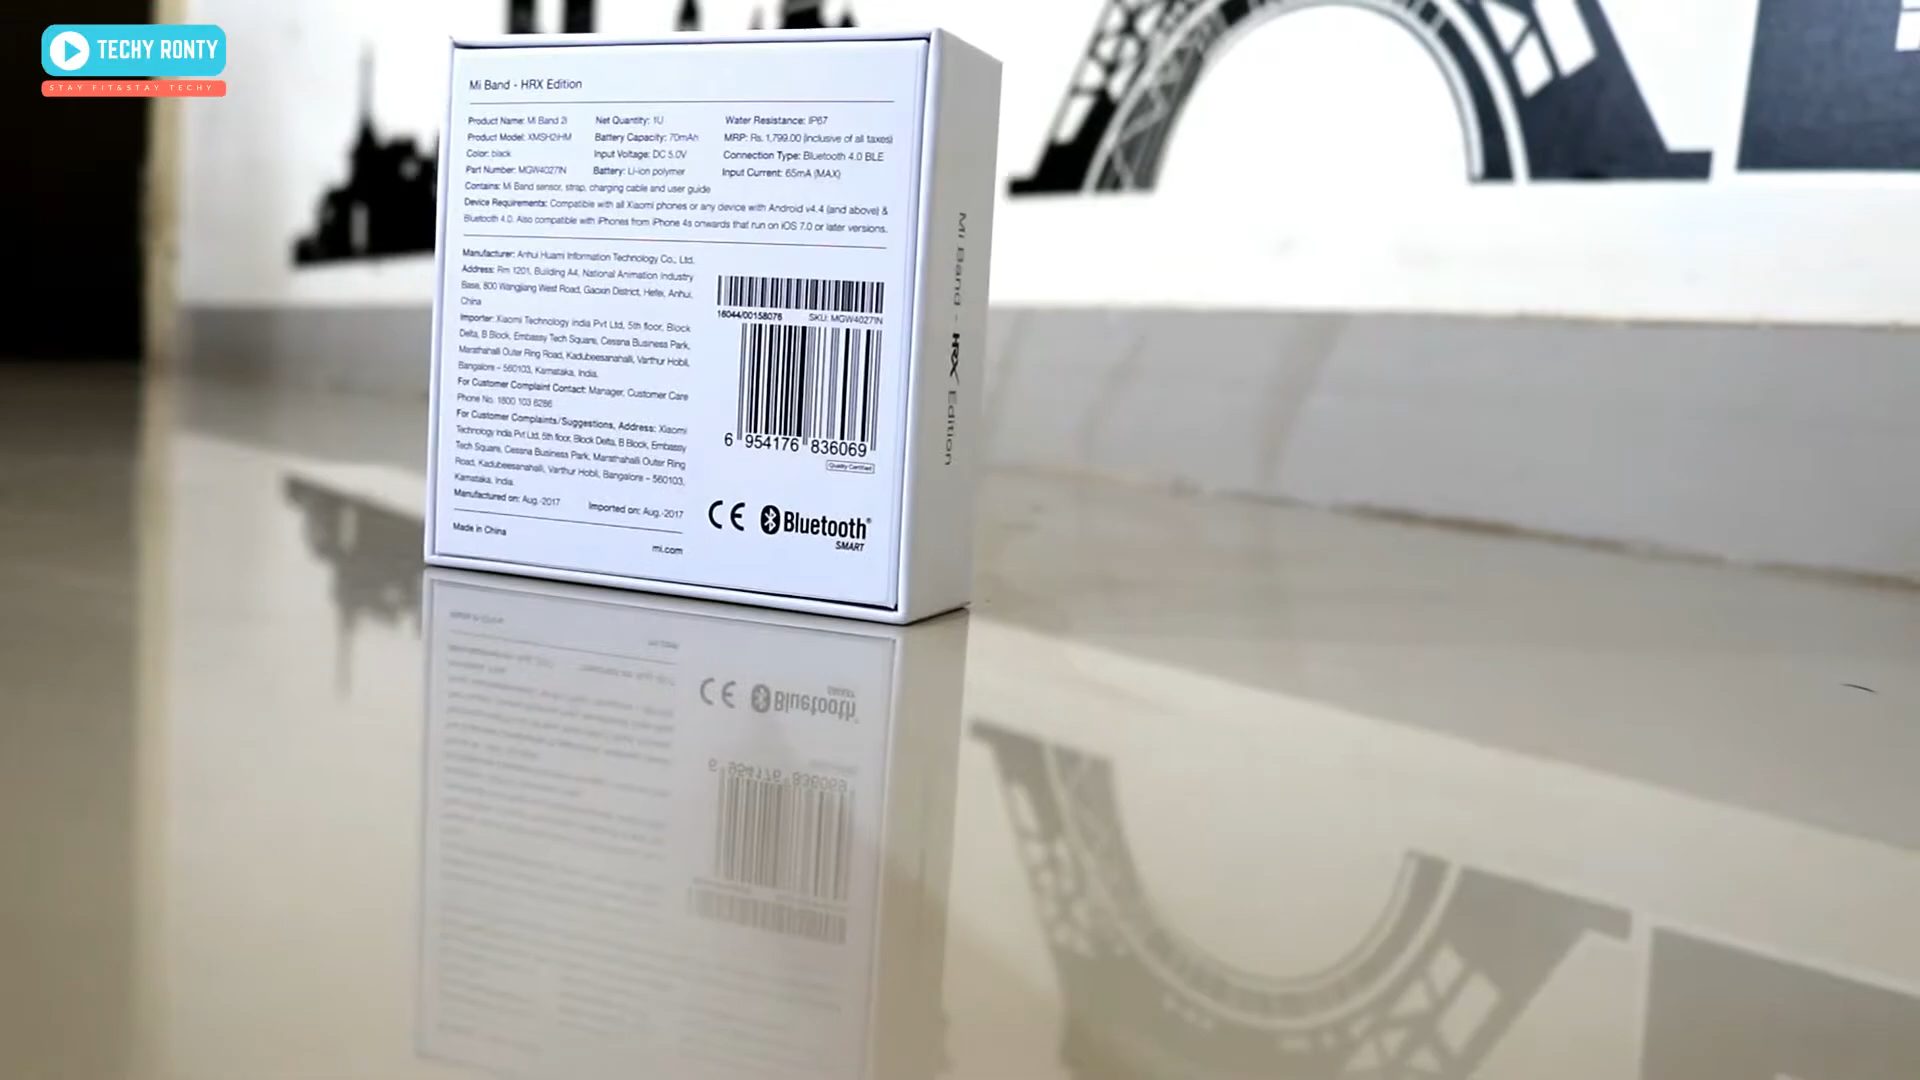 TECHY RONTY
STAY FIT&STAY TECHY
Mi Band - HRX Edition
Product Name: Mi Band 2i
Product Model: XMSH2iHM
Color: black
Part Number: MGW4027IN
Net Quantity: 1U
Battery Capacity: 70mAh
Input Voltage: DC 5.0V
Battery: Li-ion polymer
Water Resistance: IP67
MRP: Rs. 1,799.00 (inclusive of all taxes)
Connection Type: Bluetooth 4.0 BLE
Input Current: 65mA (MAX)
Contains: Mi Band sensor, strap, charging cable and user guide
Device Requirements: Compatible with all Xiaomi phones or any device with Android v4.4 (and above) &
Bluetooth 4.0. Also compatible with iPhones from iPhone 4s onwards that run on iOS 7.0 or later versions.
Manufacturer: Anhui Huami Information Technology Co., Ltd.
Address: Rm 1201, Building A4, National Animation Industry
Base, 800 Wangjiang West Road, Gaoxin District, Hefei, Anhui,
China
Importer: Xiaomi Technology India Pvt Ltd, 5th floor, Block
Delta, B Block, Embassy Tech Square, Cessna Business Park,
Marathahalli Outer Ring Road, Kadubeesanahalli, Varthur Hobli,
Bangalore - 560103, Karnataka, India.
For Customer Complaint Contact: Manager, Customer Care
Phone No. 1800 103 6286
For Customer Complaints/Suggestions, Address: Xiaomi
Technology India Pvt Ltd, 5th floor, Block Delta, B Block, Embassy
Tech Square, Cessna Business Park, Marathahalli Outer Ring
Road, Kadubeesanahalli, Varthur Hobli, Bangalore - 560103,
Karnataka, India.
Manufactured on: Aug.-2017
Imported on: Aug.-2017
Made in China
mi.com
16044/00158076
SKU: MGW4027IN
6 954176 836069
Quality Certified
CE
Bluetooth®
SMART
Mi Band - HRX Edition